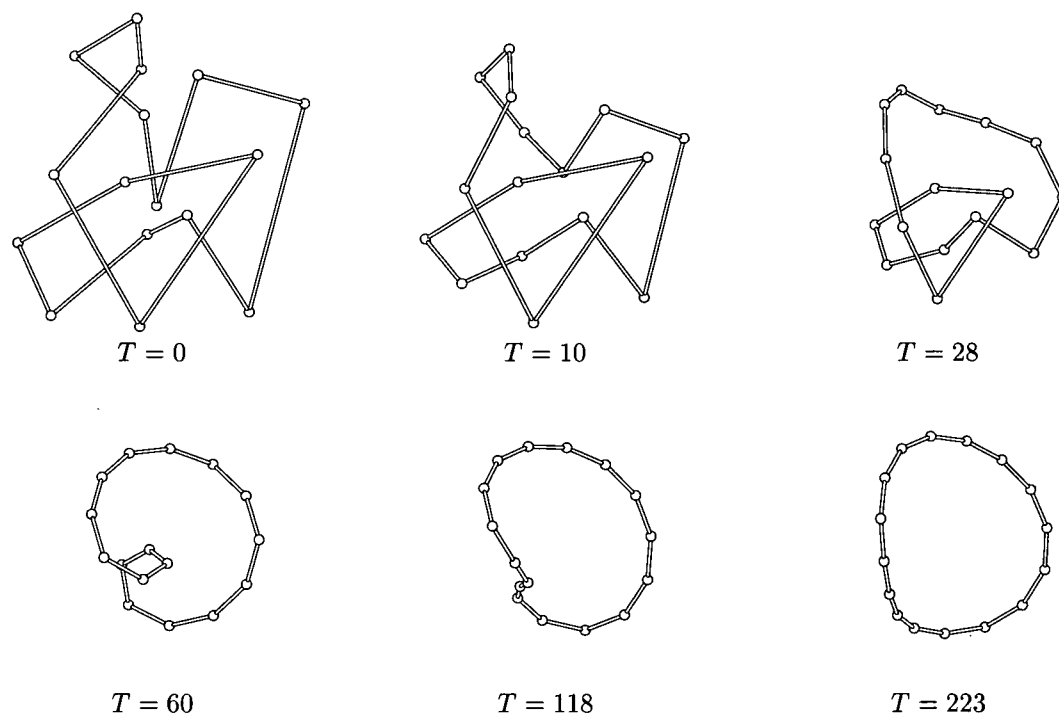 T = 0
T = 10
T = 28
T = 60
T = 118
T = 223